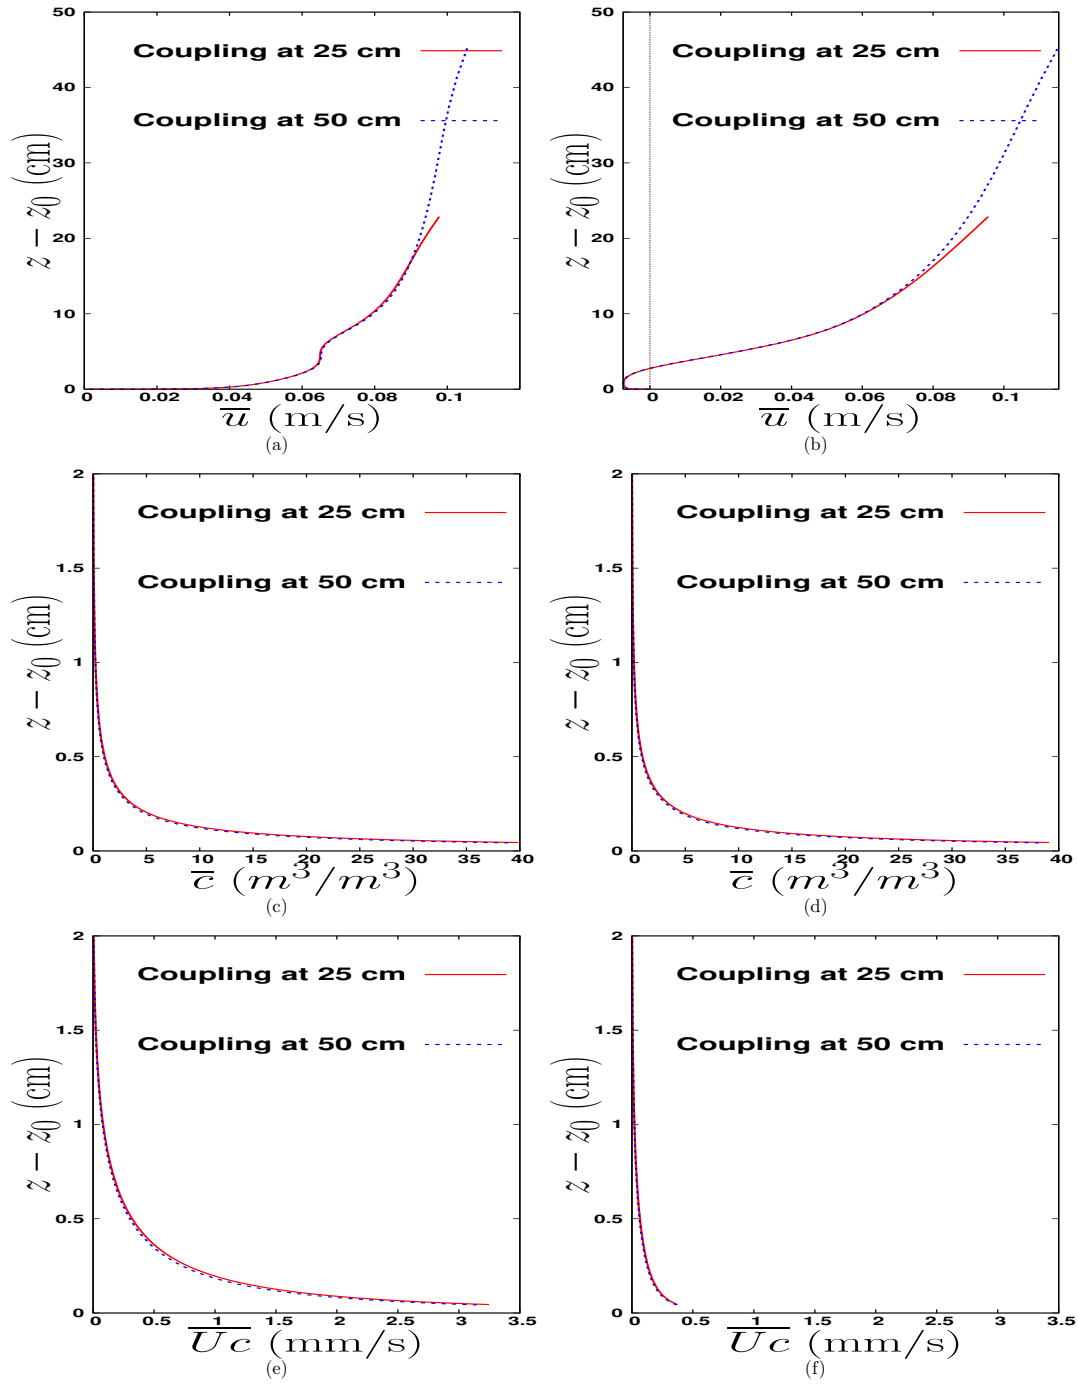 50
40
30
20
10
0
z − z0 (cm)
Coupling at 25 cm
Coupling at 50 cm
0 0.02 0.04 0.06 0.08 0.1
u (m/s)
(a)
50
40
30
20
10
0
z − z0 (cm)
Coupling at 25 cm
Coupling at 50 cm
0 0.02 0.04 0.06 0.08 0.1
u (m/s)
(b)
2
1.5
1
0.5
0
z − z0 (cm)
Coupling at 25 cm
Coupling at 50 cm
0 5 10 15 20 25 30 35 40
c (m³/m³)
(c)
2
1.5
1
0.5
0
z − z0 (cm)
Coupling at 25 cm
Coupling at 50 cm
0 5 10 15 20 25 30 35 40
c (m³/m³)
(d)
2
1.5
1
0.5
0
z − z0 (cm)
Coupling at 25 cm
Coupling at 50 cm
0 0.5 1 1.5 2 2.5 3 3.5
Uc (mm/s)
(e)
2
1.5
1
0.5
0
z − z0 (cm)
Coupling at 25 cm
Coupling at 50 cm
0 0.5 1 1.5 2 2.5 3 3.5
Uc (mm/s)
(f)